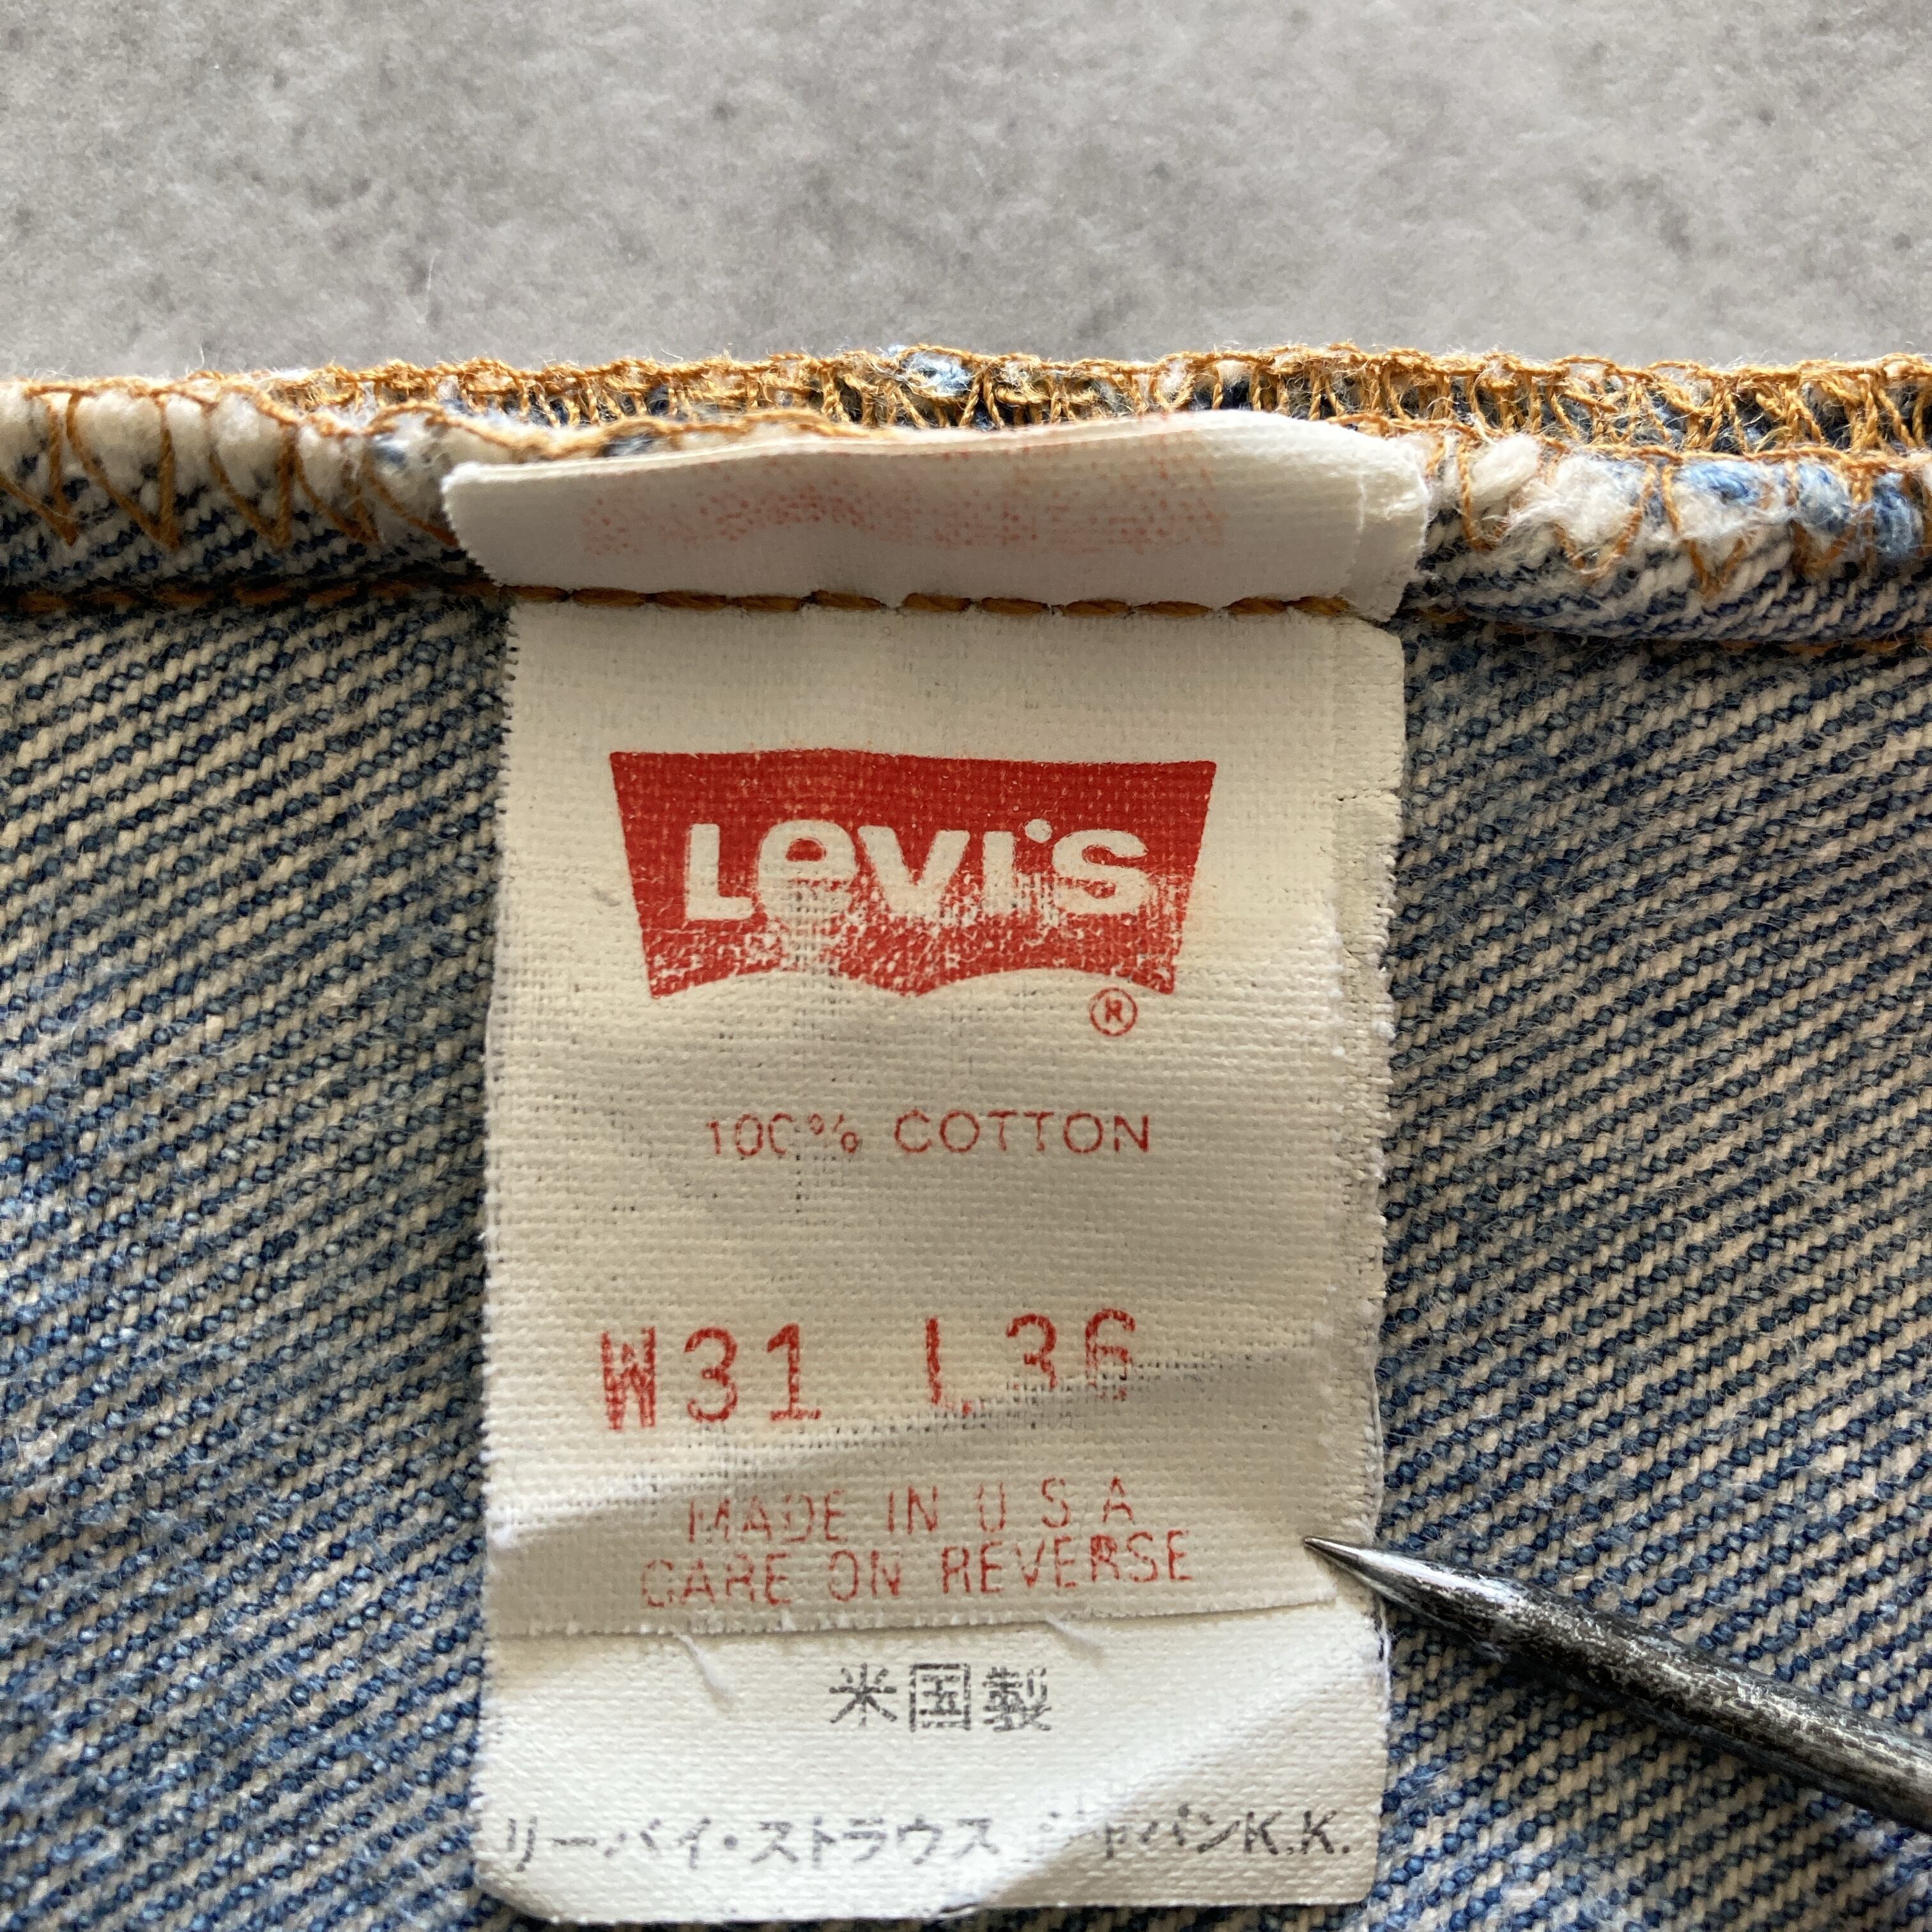 Levi's
®
100% COTTON
W31 L36
MADE IN U S A
CARE ON REVERSE
米国製
リーバイ・ストラウス ジャパンK.K.